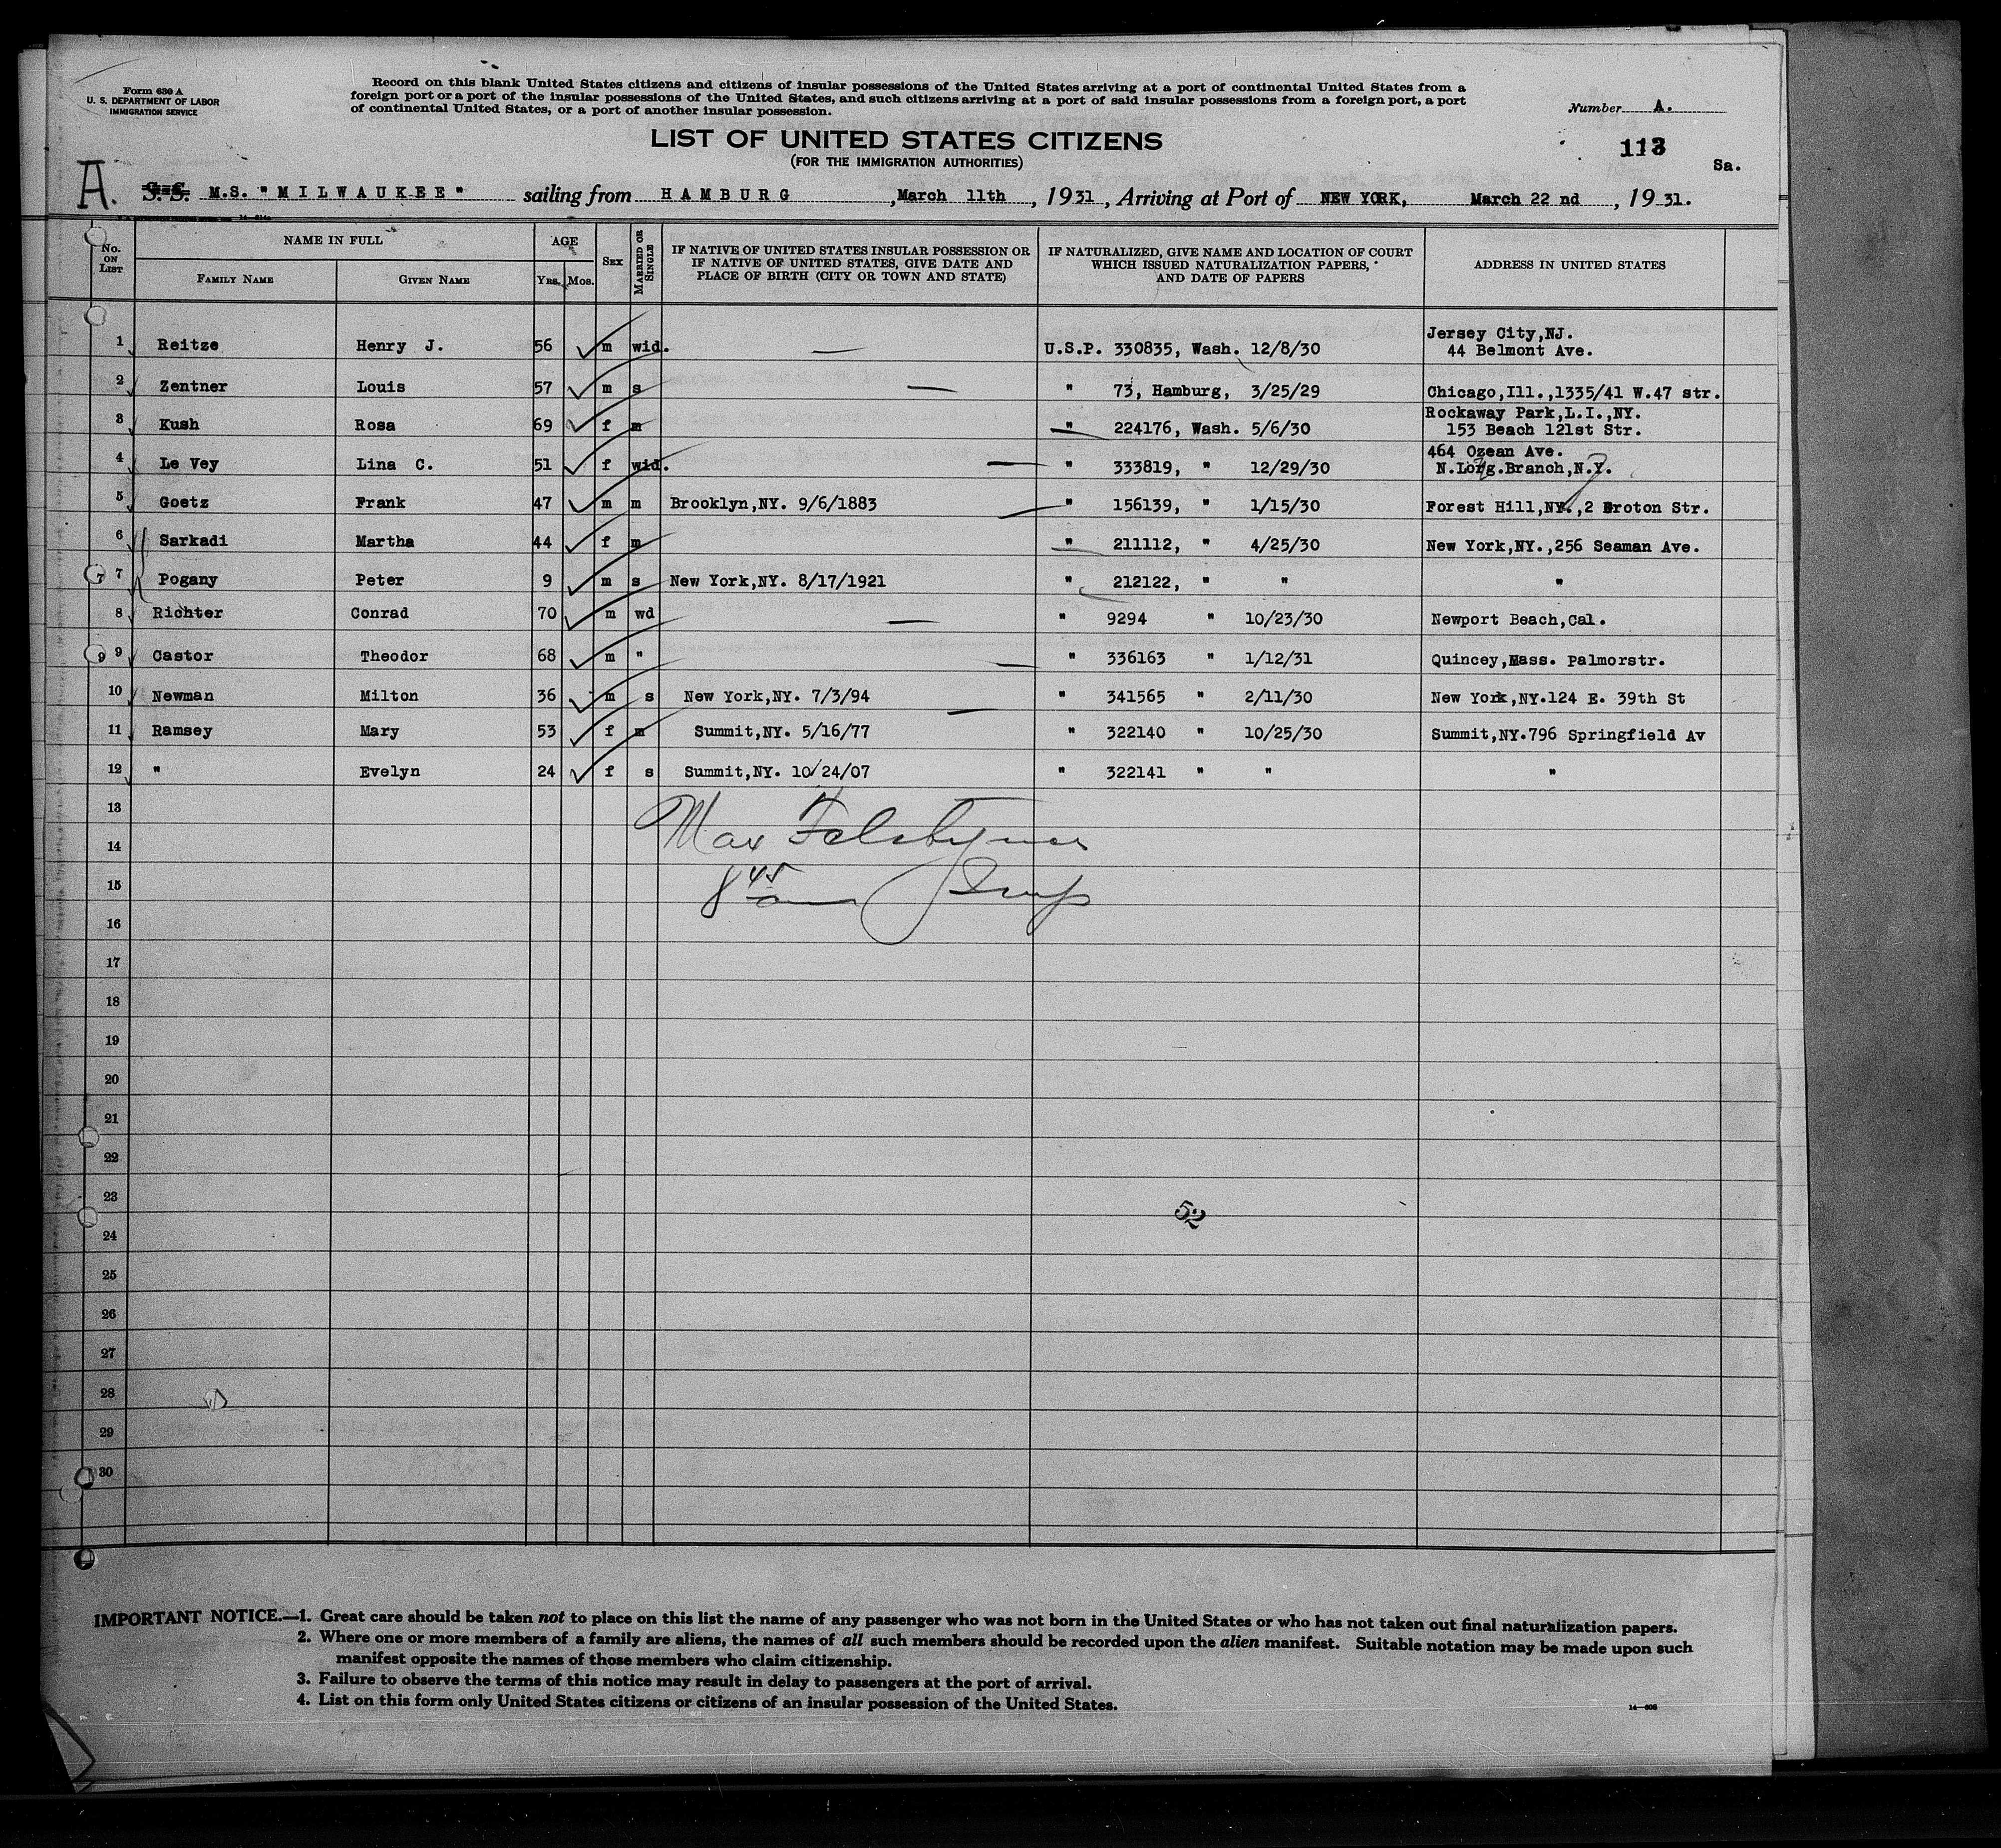 Form 630 A
U. S. DEPARTMENT OF LABOR
IMMIGRATION SERVICE
Record on this blank United States citizens and citizens of insular possessions of the United States arriving at a port of continental United States from a
foreign port or a port of the insular possessions of the United States, and such citizens arriving at a port of said insular possessions from a foreign port, a port
of continental United States, or a port of another insular possession.
Number A.
LIST OF UNITED STATES CITIZENS
(FOR THE IMMIGRATION AUTHORITIES)
113
Sa.
A. S.S. M.S. "MILWAUKEE" sailing from HAMBURG, March 11th, 1931, Arriving at Port of NEW YORK, March 22 nd, 1931.
No. ON LIST
NAME IN FULL
FAMILY NAME GIVEN NAME
AGE
YRS. MOS.
SEX
MARRIED OR SINGLE
IF NATIVE OF UNITED STATES INSULAR POSSESSION OR
IF NATIVE OF UNITED STATES, GIVE DATE AND
PLACE OF BIRTH (CITY OR TOWN AND STATE)
IF NATURALIZED, GIVE NAME AND LOCATION OF COURT
WHICH ISSUED NATURALIZATION PAPERS,
AND DATE OF PAPERS
ADDRESS IN UNITED STATES
1 Reitze Henry J. 56 m wid. — U.S.P. 330835, Wash. 12/8/30 Jersey City,NJ.
44 Belmont Ave.
2 Zentner Louis 57 m s — " 73, Hamburg, 3/25/29 Chicago,Ill.,1335/41 W.47 str.
3 Kush Rosa 69 f m " 224176, Wash. 5/6/30 Rockaway Park,L.I.,NY.
153 Beach 121st Str.
4 Le Vey Lina C. 51 f wid. — " 333819, " 12/29/30 464 Ozean Ave.
N.Long.Branch,N.Y.
5 Goetz Frank 47 m m Brooklyn,NY. 9/6/1883 " 156139, " 1/15/30 Forest Hill,NY.,2 Croton Str.
6 Sarkadi Martha 44 f m " 211112, " 4/25/30 New York,NY.,256 Seaman Ave.
7 7 Pogany Peter 9 m s New York,NY. 8/17/1921 " 212122, " " "
8 Richter Conrad 70 m wd — " 9294 " 10/23/30 Newport Beach,Cal.
9 9 Castor Theodor 68 m " — " 336163 " 1/12/31 Quincey,Mass. Palmorstr.
10 Newman Milton 36 m s New York,NY. 7/3/94 " 341565 " 2/11/30 New York,NY.124 E. 39th St
11 Ramsey Mary 53 f m Summit,NY. 5/16/77 " 322140 " 10/25/30 Summit,NY.796 Springfield Av
12 " Evelyn 24 f s Summit,NY. 10/24/07 " 322141 " " "
13
Max
14
15
8 45
16
17
18
19
20
21
22
23
52
24
25
26
27
28
29
30
IMPORTANT NOTICE.—1. Great care should be taken not to place on this list the name of any passenger who was not born in the United States or who has not taken out final naturalization papers.
2. Where one or more members of a family are aliens, the names of all such members should be recorded upon the alien manifest. Suitable notation may be made upon such
manifest opposite the names of those members who claim citizenship.
3. Failure to observe the terms of this notice may result in delay to passengers at the port of arrival.
4. List on this form only United States citizens or citizens of an insular possession of the United States.